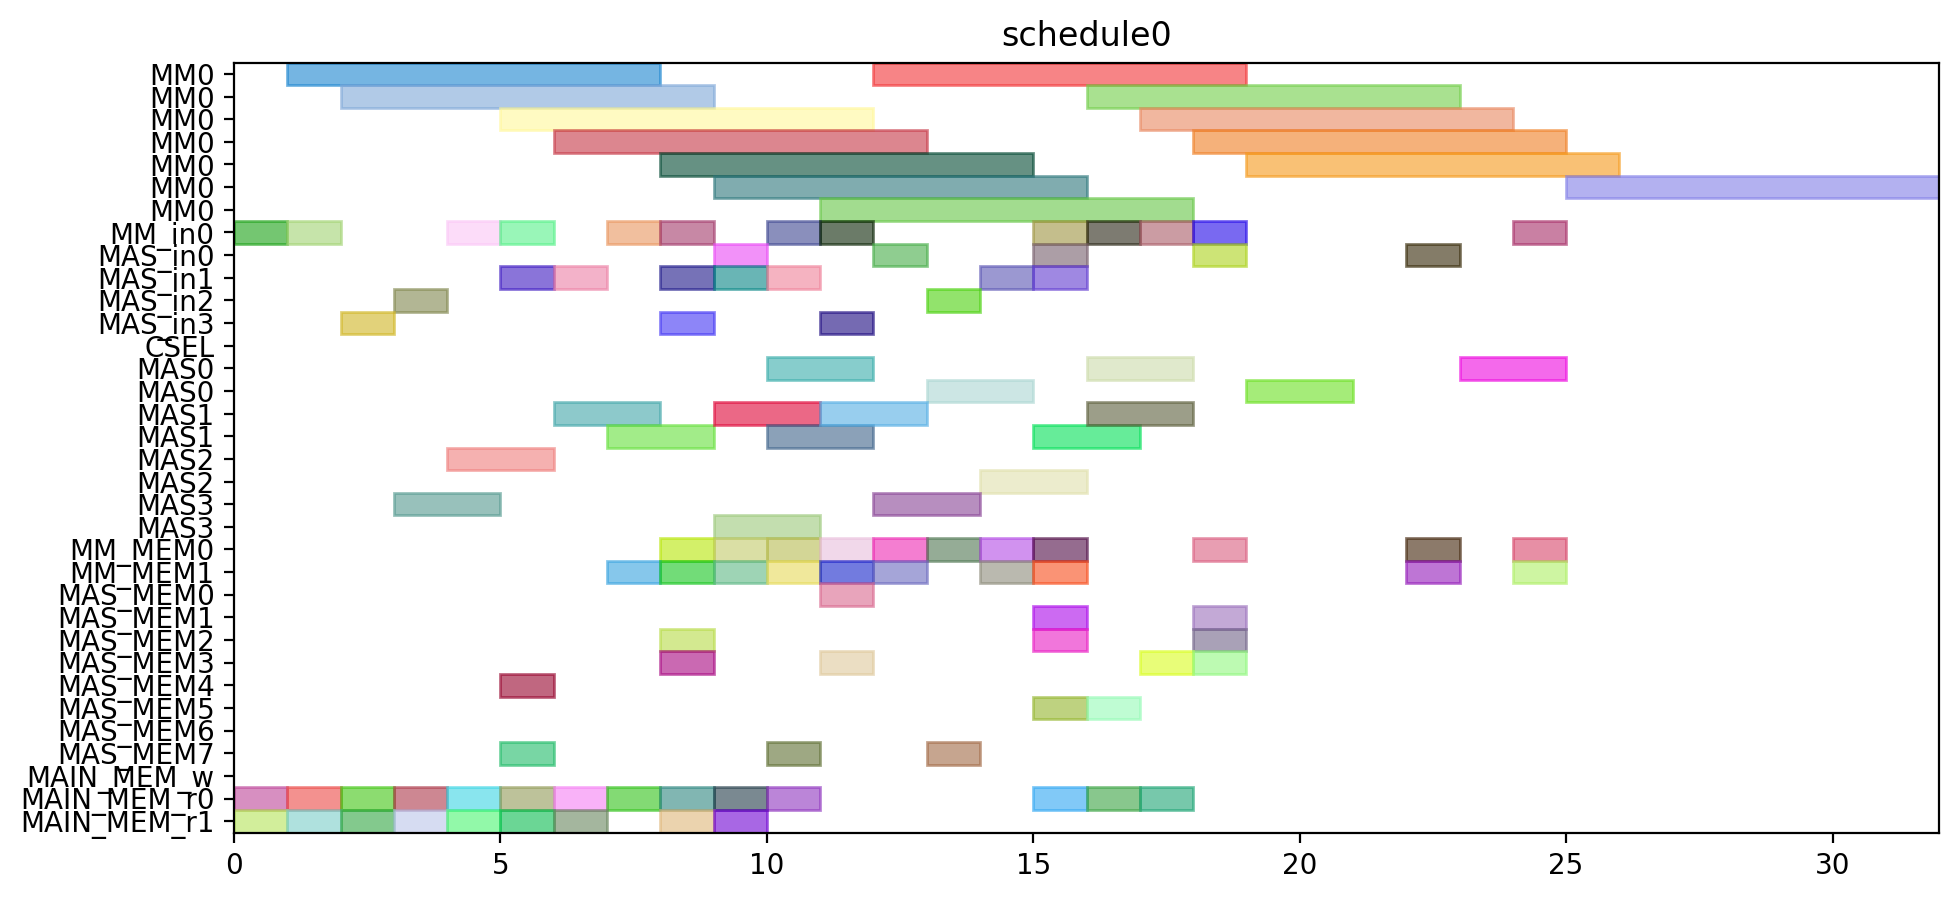 schedule0
MM0
MM0
MM0
MM0
MM0
MM0
MM0
MM_in0
MAS_in0
MAS_in1
MAS_in2
MAS_in3
CSEL
MAS0
MAS0
MAS1
MAS1
MAS2
MAS2
MAS3
MAS3
MM_MEM0
MM_MEM1
MAS_MEM0
MAS_MEM1
MAS_MEM2
MAS_MEM3
MAS_MEM4
MAS_MEM5
MAS_MEM6
MAS_MEM7
MAIN_MEM_w
MAIN_MEM_r0
MAIN_MEM_r1
0 5 10 15 20 25 30